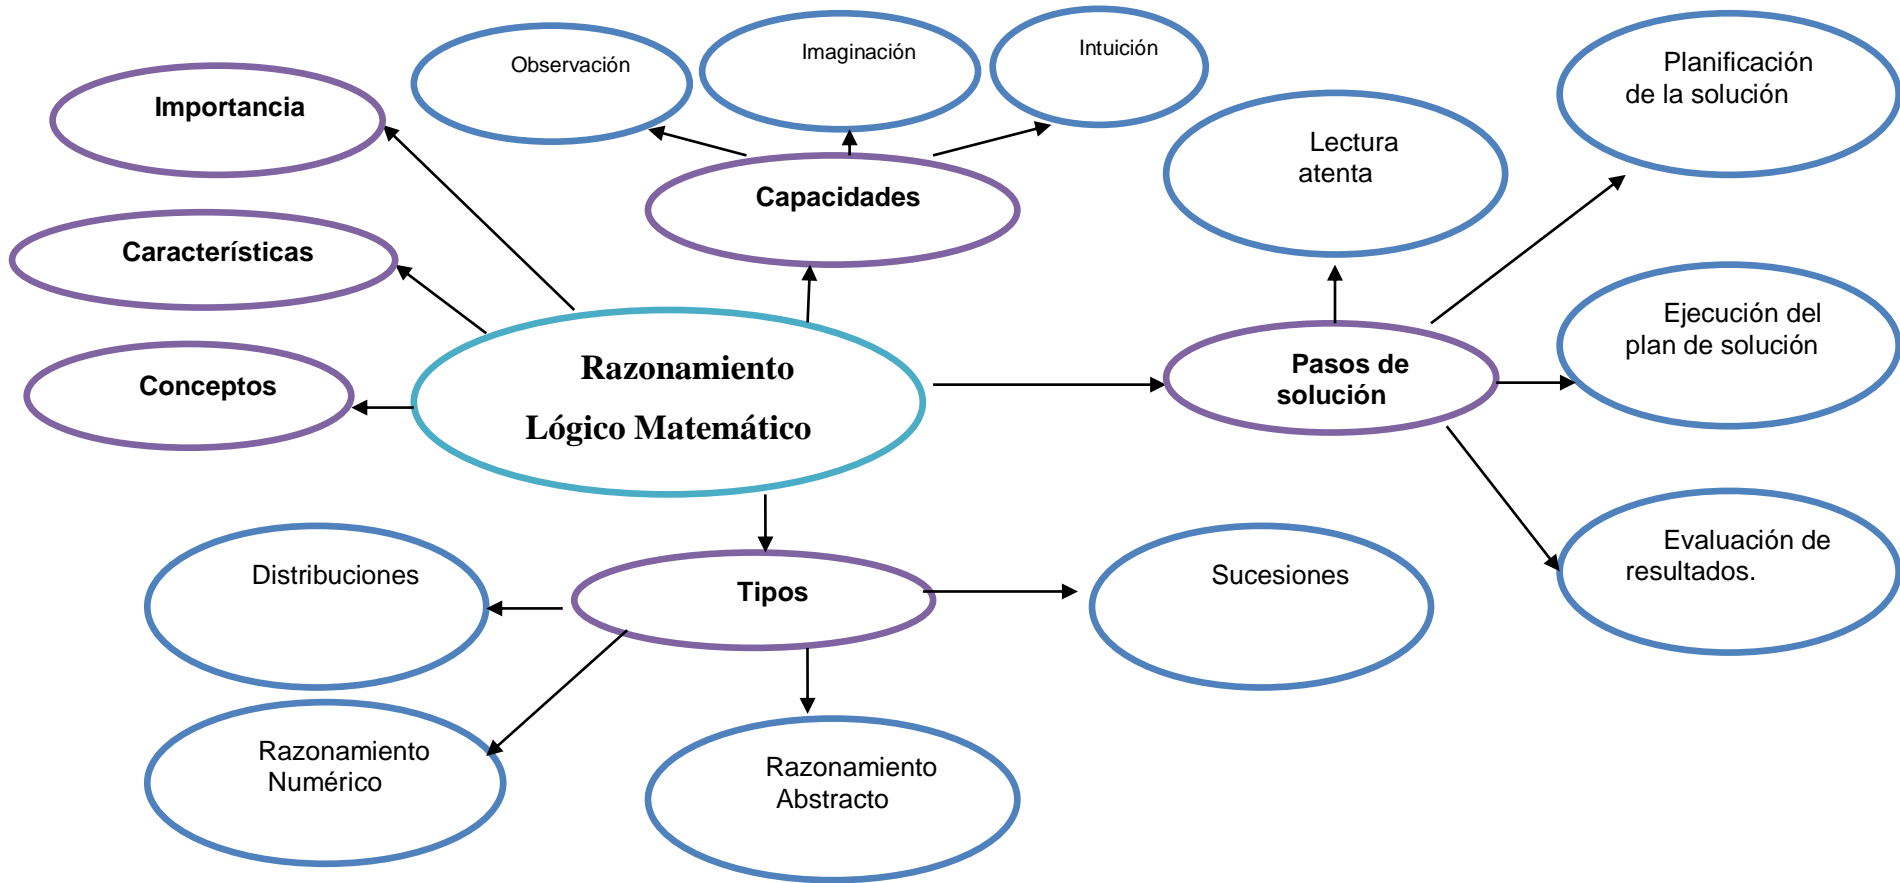 Observación
Imaginación
Intuición
Planificación
de la solución
Importancia
Lectura
atenta
Capacidades
Característísticas
Ejecución del
plan de solución
Conceptos
Razonamiento
Lógico Matemático
Pasos de
solución
Evaluación de
resultados.
Distribuciones
Tipos
Sucesiones
Razonamiento
Numérico
Razonamiento
Abstracto